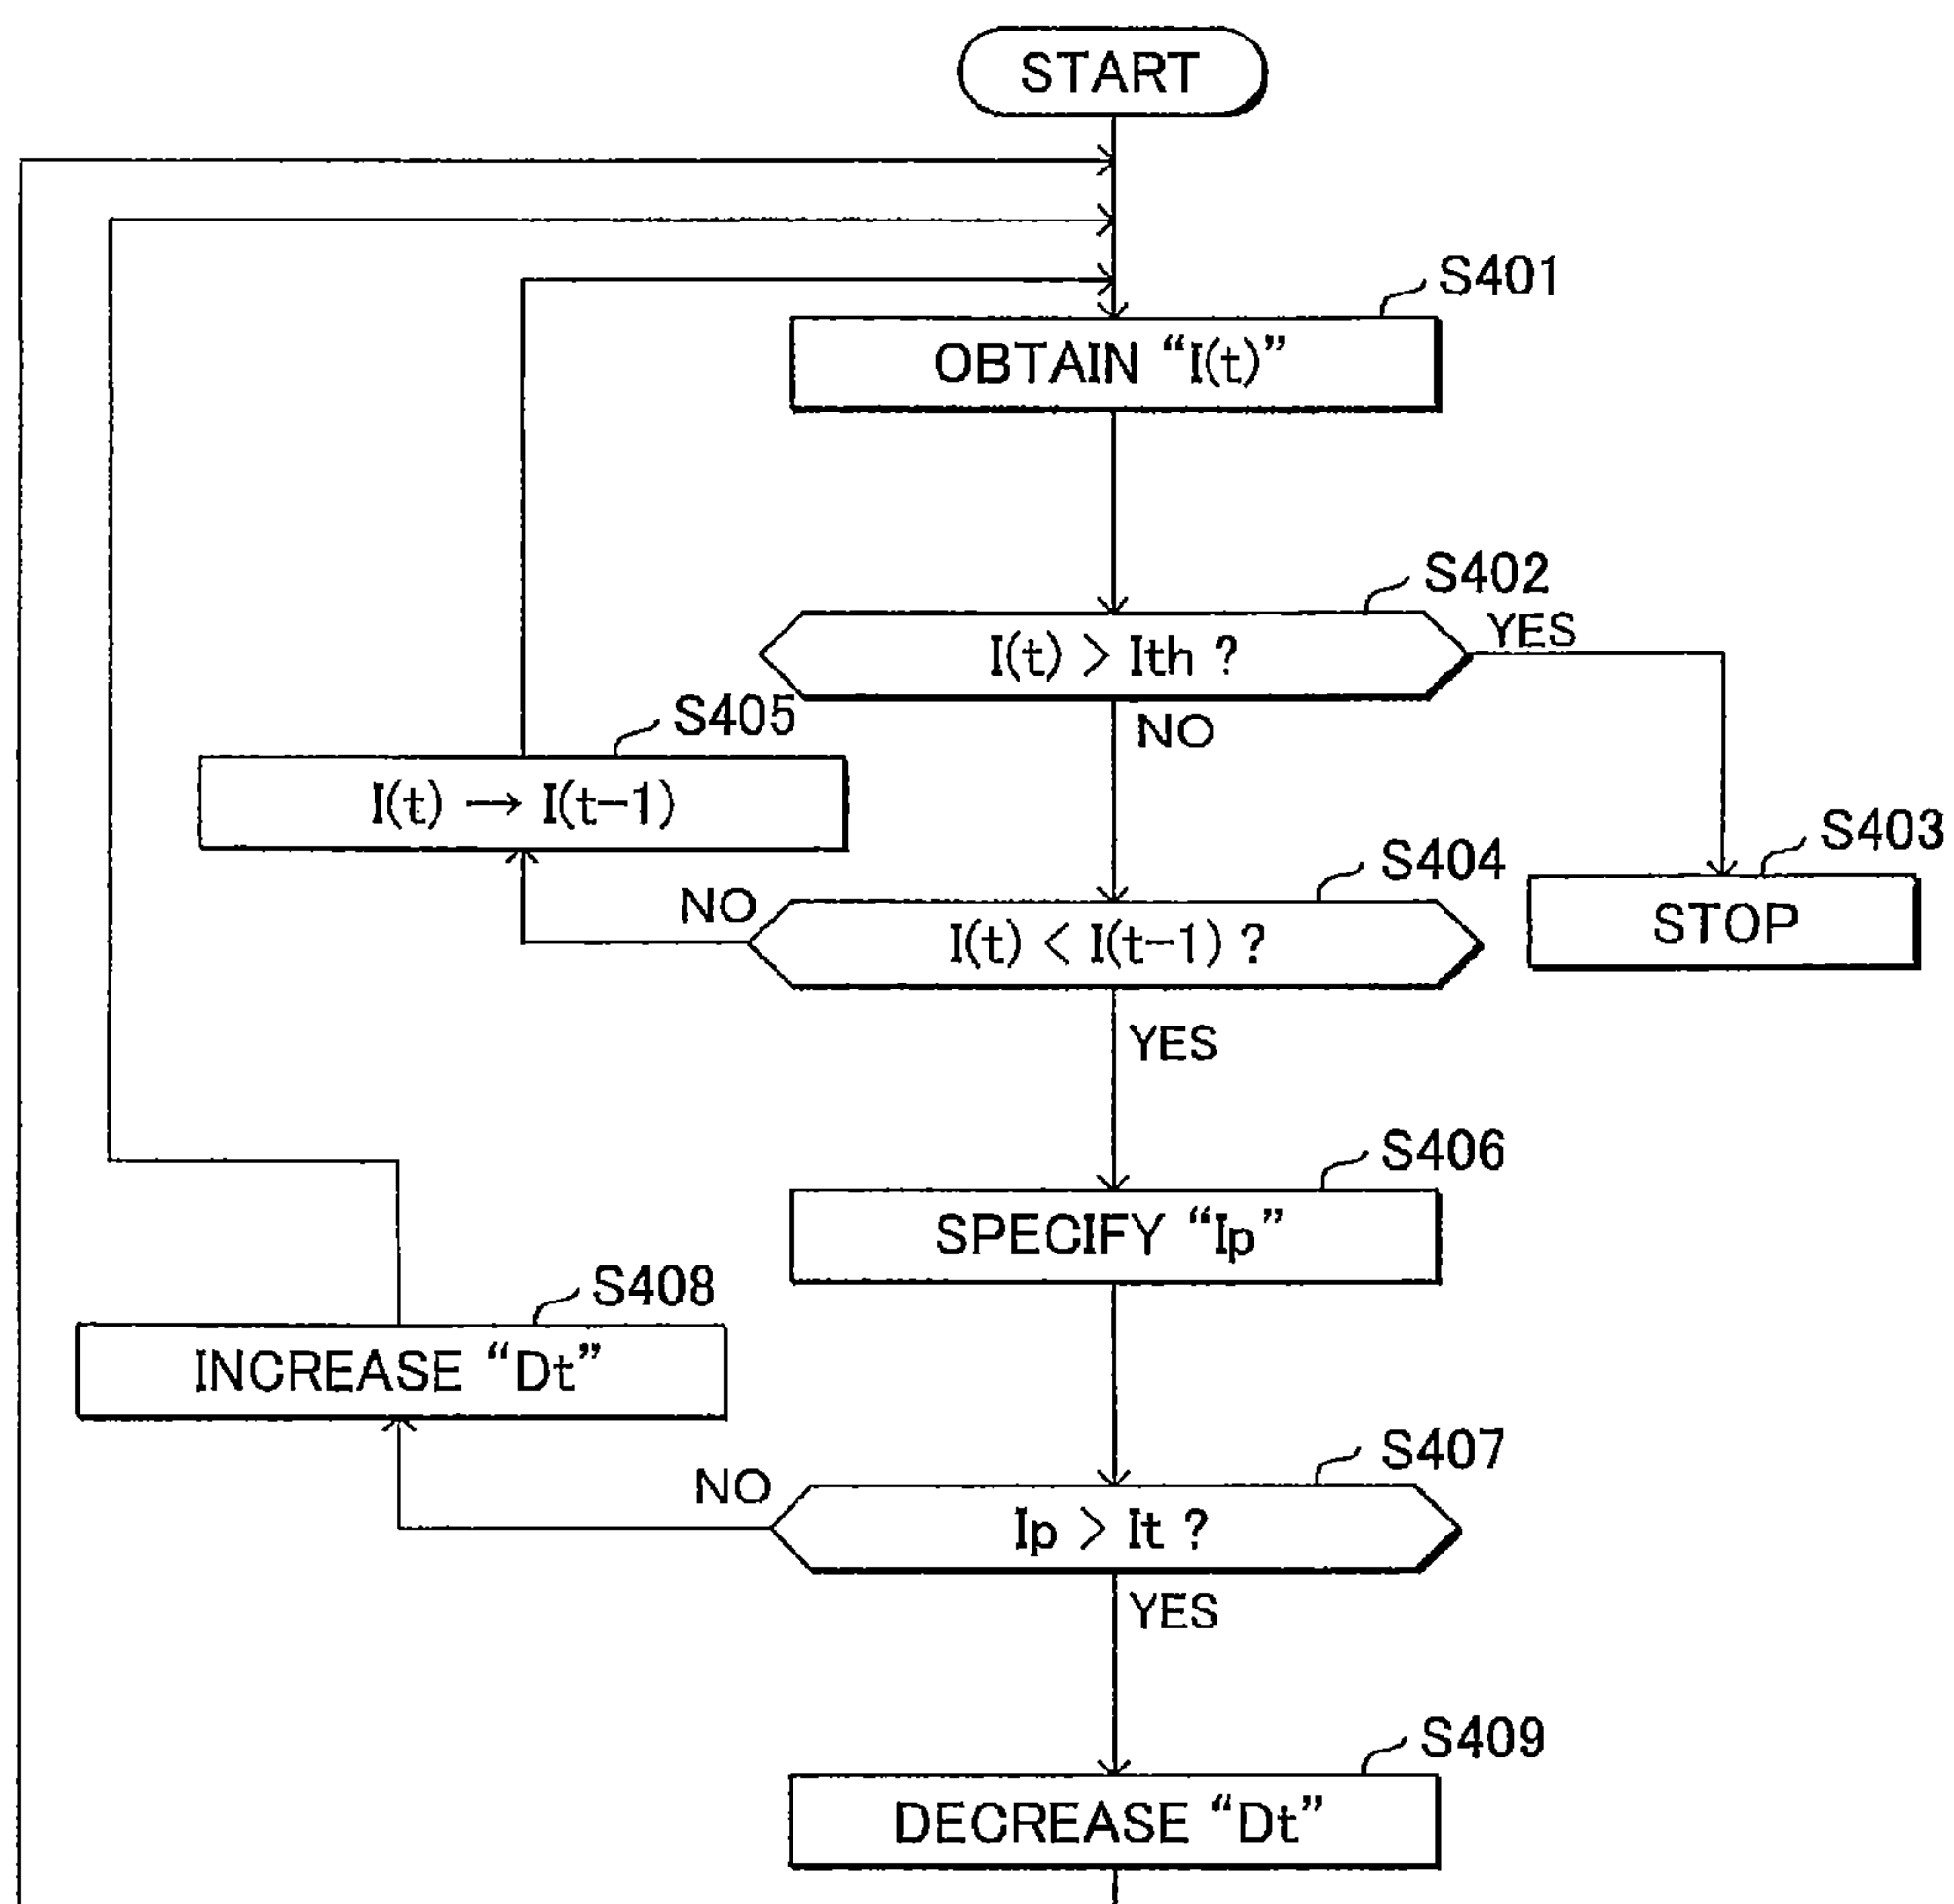 START
S401
OBTAIN “I(t)”
S402
I(t) > Ith ?
YES
NO
S405
I(t) → I(t-1)
S403
STOP
S404
NO
I(t) < I(t-1) ?
YES
S406
SPECIFY “Ip”
S408
INCREASE “Dt”
S407
NO
Ip > It ?
YES
S409
DECREASE “Dt”